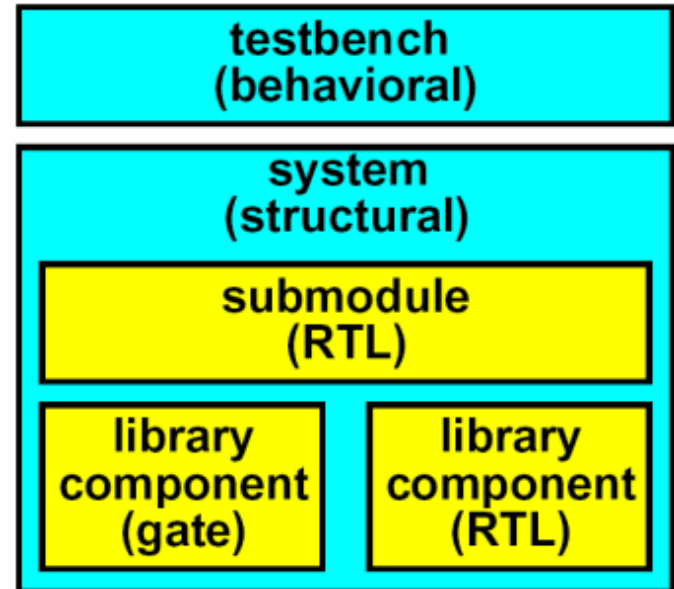 testbench
(behavioral)
system
(structural)
submodule
(RTL)
library
component
(gate)
library
component
(RTL)